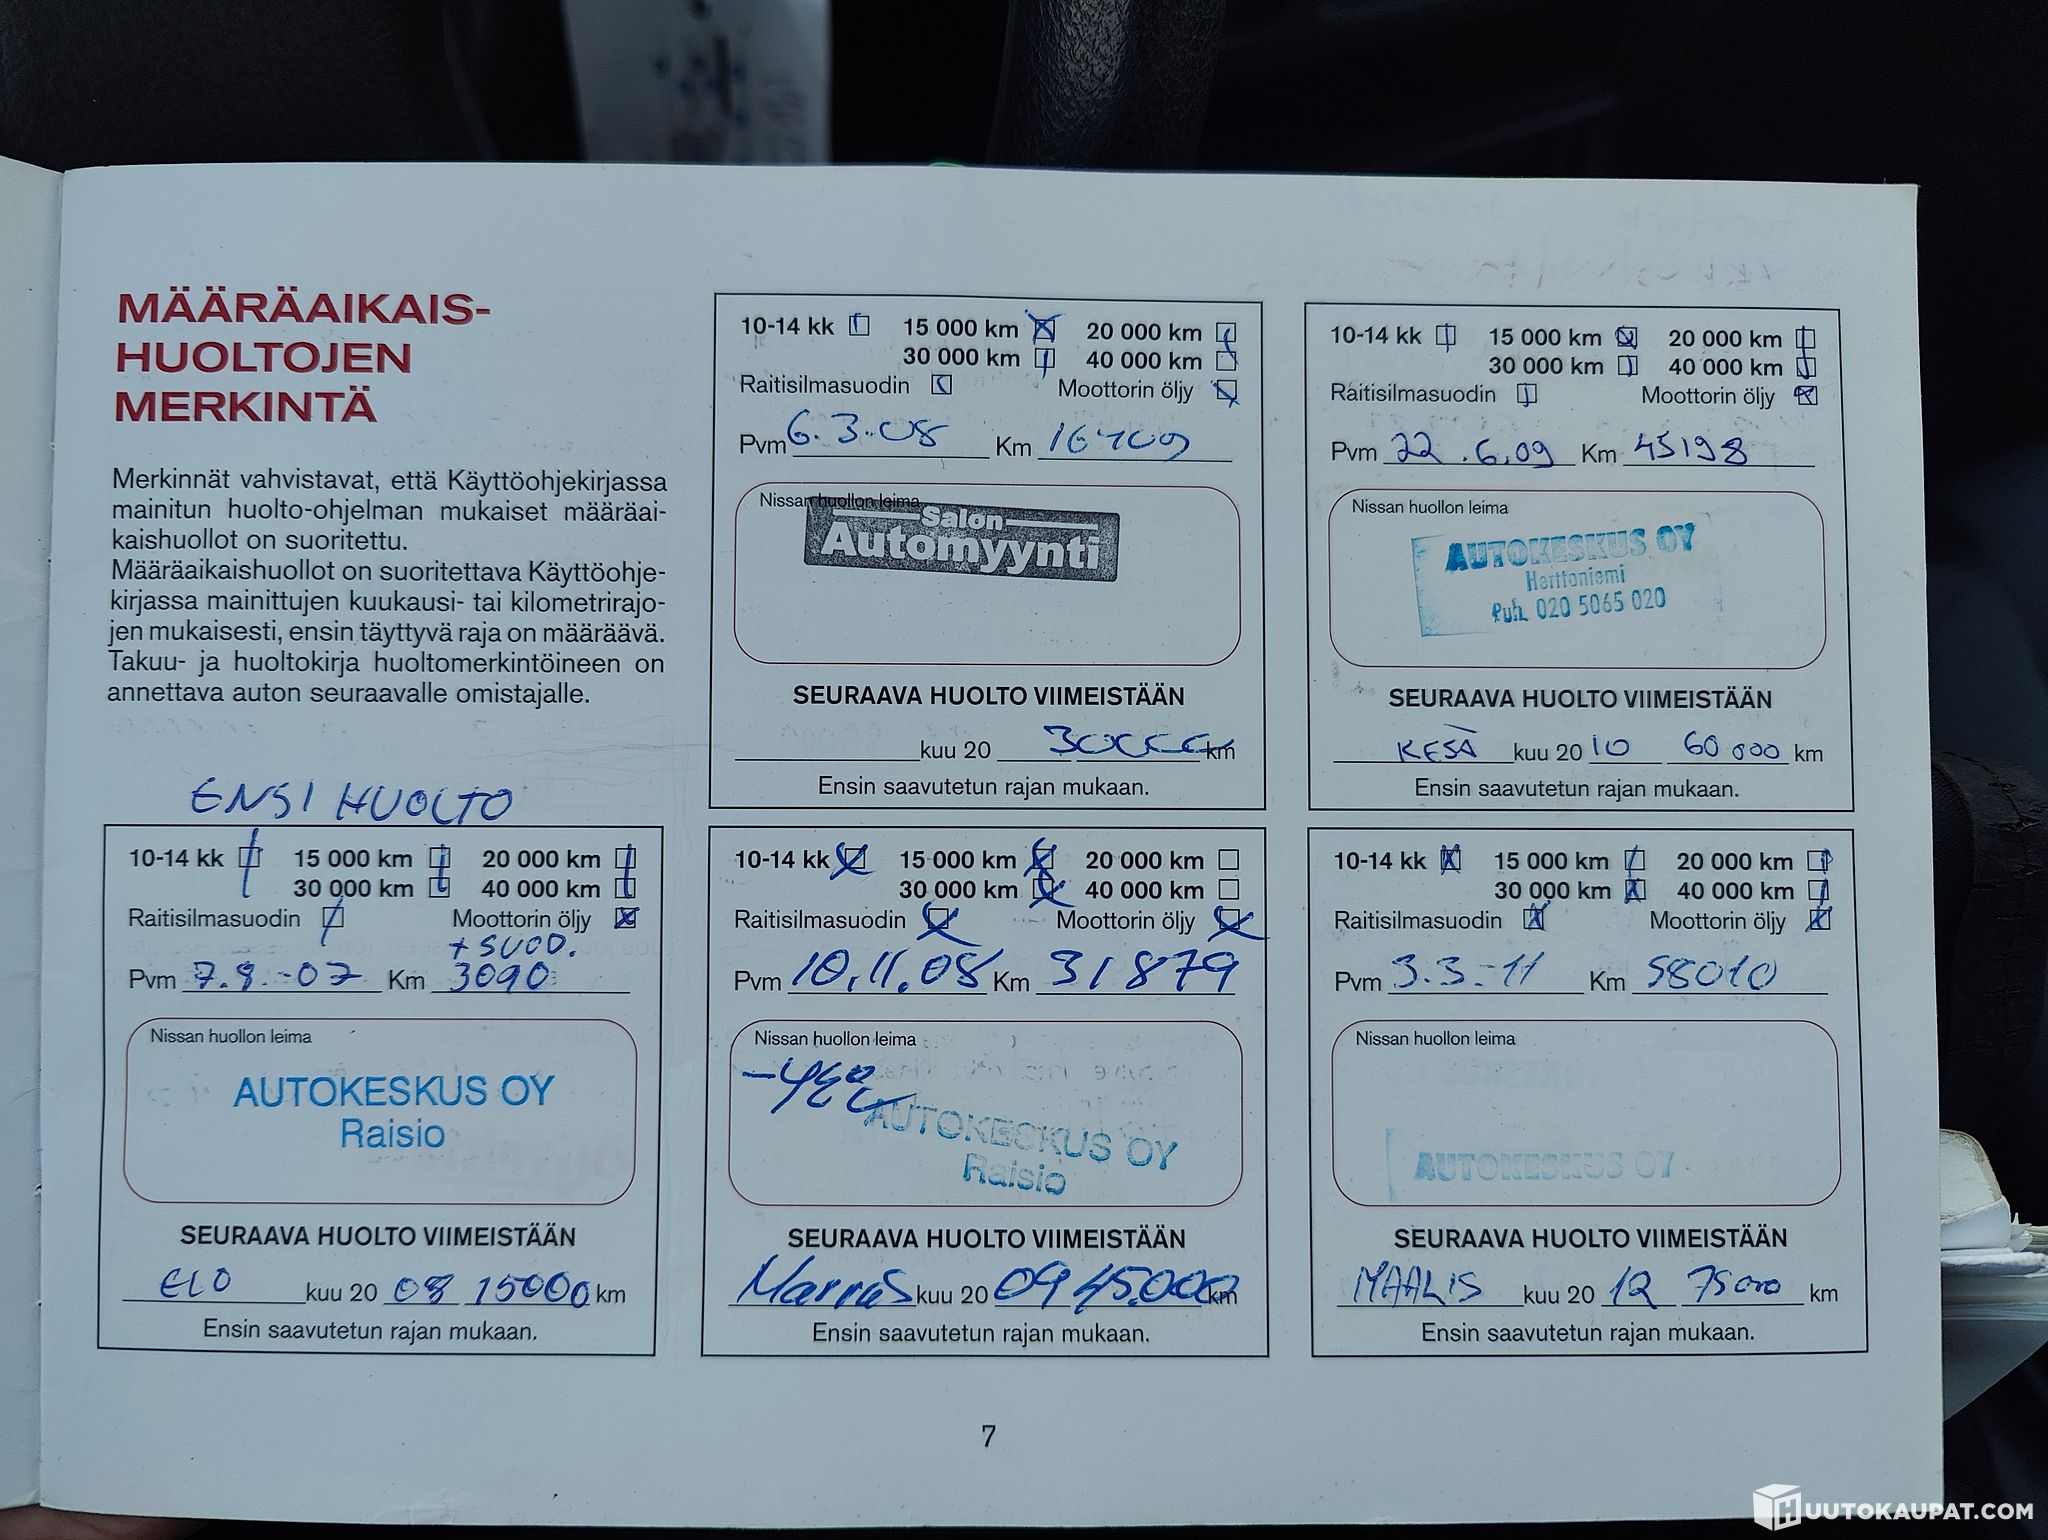 MÄÄRÄAIKAIS-
HUOLTOJEN
MERKINTÄ
Merkinnät vahvistavat, että Käyttöohjekirjassa
mainitun huolto-ohjelman mukaiset määräai-
kaishuollot on suoritettu.
Määräaikaishuollot on suoritettava Käyttöohje-
kirjassa mainittujen kuukausi- tai kilometrirajo-
jen mukaisesti, ensin täyttyvä raja on määräävä.
Takuu- ja huoltokirja huoltomerkintöineen on
annettava auton seuraavalle omistajalle.
ENSI HUOLTO
10-14 kk 15 000 km 20 000 km
30 000 km 40 000 km
Raitisilmasuodin Moottorin öljy
+ SUOD.
Pvm 7.8.-07 Km 3090
Nissan huollon leima
AUTOKESKUS OY
Raisio
SEURAAVA HUOLTO VIIMEISTÄÄN
ELO kuu 20 08 15000 km
Ensin saavutetun rajan mukaan.
10-14 kk 15 000 km 20 000 km
30 000 km 40 000 km
Raitisilmasuodin Moottorin öljy
Pvm 6.3.08 Km
Nissan huollon leima
Salon
Automyynti
SEURAAVA HUOLTO VIIMEISTÄÄN
kuu 20 30000 km
Ensin saavutetun rajan mukaan.
10-14 kk 15 000 km 20 000 km
30 000 km 40 000 km
Raitisilmasuodin Moottorin öljy
Pvm 10.11.08 Km 31879
Nissan huollon leima
AUTOKESKUS OY
Raisio
SEURAAVA HUOLTO VIIMEISTÄÄN
Marras kuu 20 09 45.000 km
Ensin saavutetun rajan mukaan.
10-14 kk 15 000 km 20 000 km
30 000 km 40 000 km
Raitisilmasuodin Moottorin öljy
Pvm 22.6.09 Km 45198
Nissan huollon leima
AUTOKESKUS OY
Herttoniemi
Puh. 020 5065 020
SEURAAVA HUOLTO VIIMEISTÄÄN
KESÄ kuu 20 10 60 000 km
Ensin saavutetun rajan mukaan.
10-14 kk 15 000 km 20 000 km
30 000 km 40 000 km
Raitisilmasuodin Moottorin öljy
Pvm 3.3.-11 Km 58010
Nissan huollon leima
AUTOKESKUS OY
SEURAAVA HUOLTO VIIMEISTÄÄN
MAALIS kuu 20 12 75000 km
Ensin saavutetun rajan mukaan.
7
HUUTOKAUPAT.COM